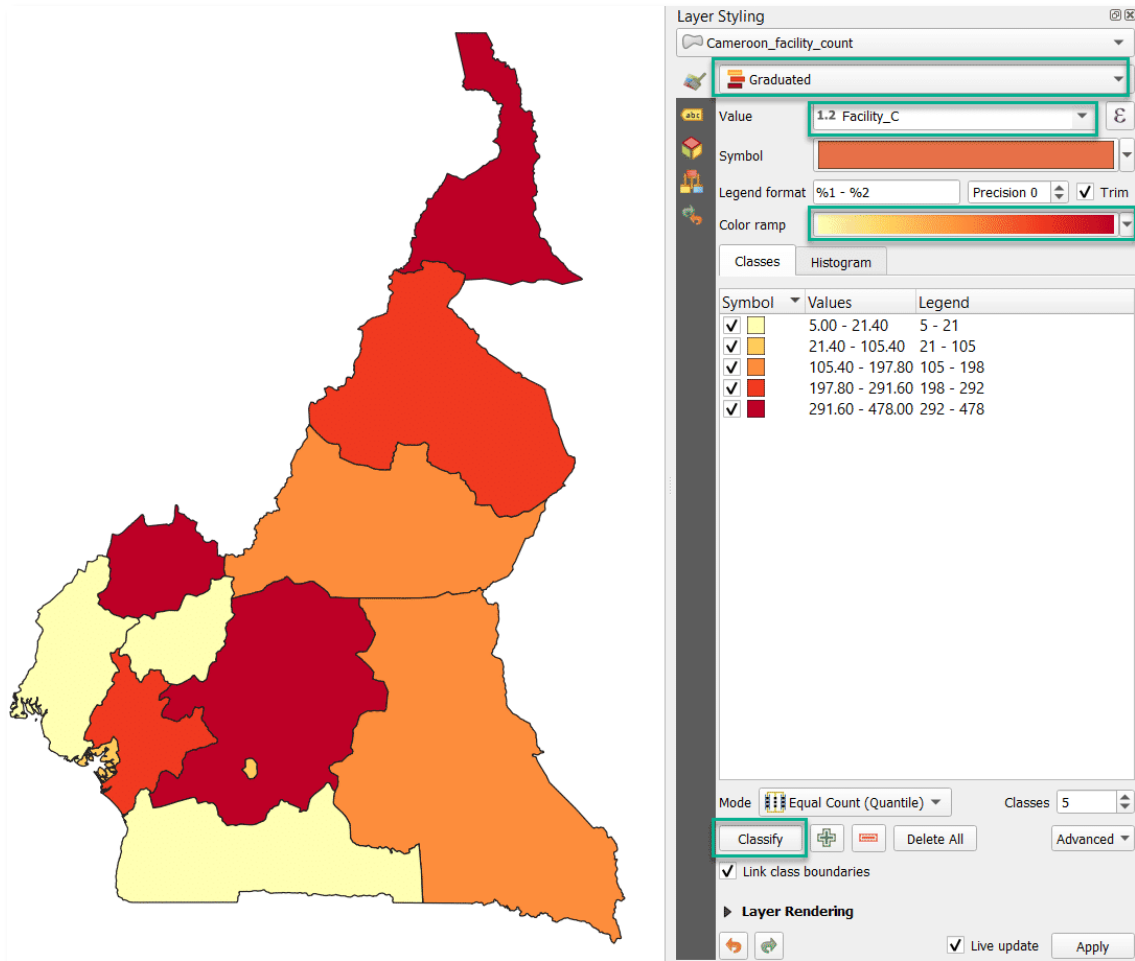 Layer Styling
Cameroon_facility_count
Graduated
abc
Value 1.2 Facility_C ε
Symbol
Legend format %1 - %2 Precision 0 Trim
Color ramp
Classes Histogram
Symbol Values Legend
5.00 - 21.40 5 - 21
21.40 - 105.40 21 - 105
105.40 - 197.80 105 - 198
197.80 - 291.60 198 - 292
291.60 - 478.00 292 - 478
Mode Equal Count (Quantile) Classes 5
Classify Delete All Advanced
Link class boundaries
Layer Rendering
Live update Apply